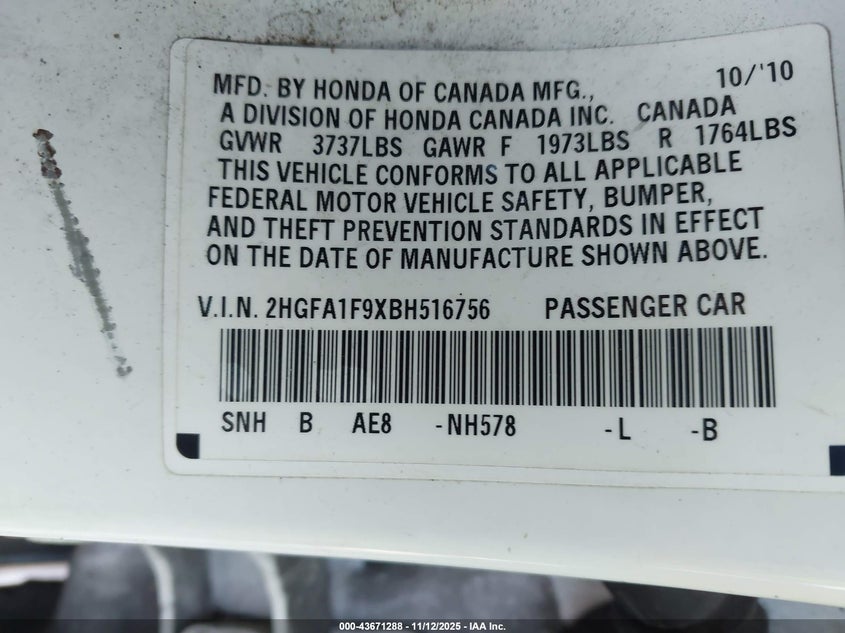 MFD. BY HONDA OF CANADA MFG., 10/'10
A DIVISION OF HONDA CANADA INC. CANADA
GVWR 3737LBS GAWR F 1973LBS R 1764LBS
THIS VEHICLE CONFORMS TO ALL APPLICABLE
FEDERAL MOTOR VEHICLE SAFETY, BUMPER,
AND THEFT PREVENTION STANDARDS IN EFFECT
ON THE DATE OF MANUFACTURE SHOWN ABOVE.
V.I.N. 2HGFA1F9XBH516756 PASSENGER CAR
SNH B AE8 -NH578 -L -B
000-43671288 - 11/12/2025 - IAA Inc.